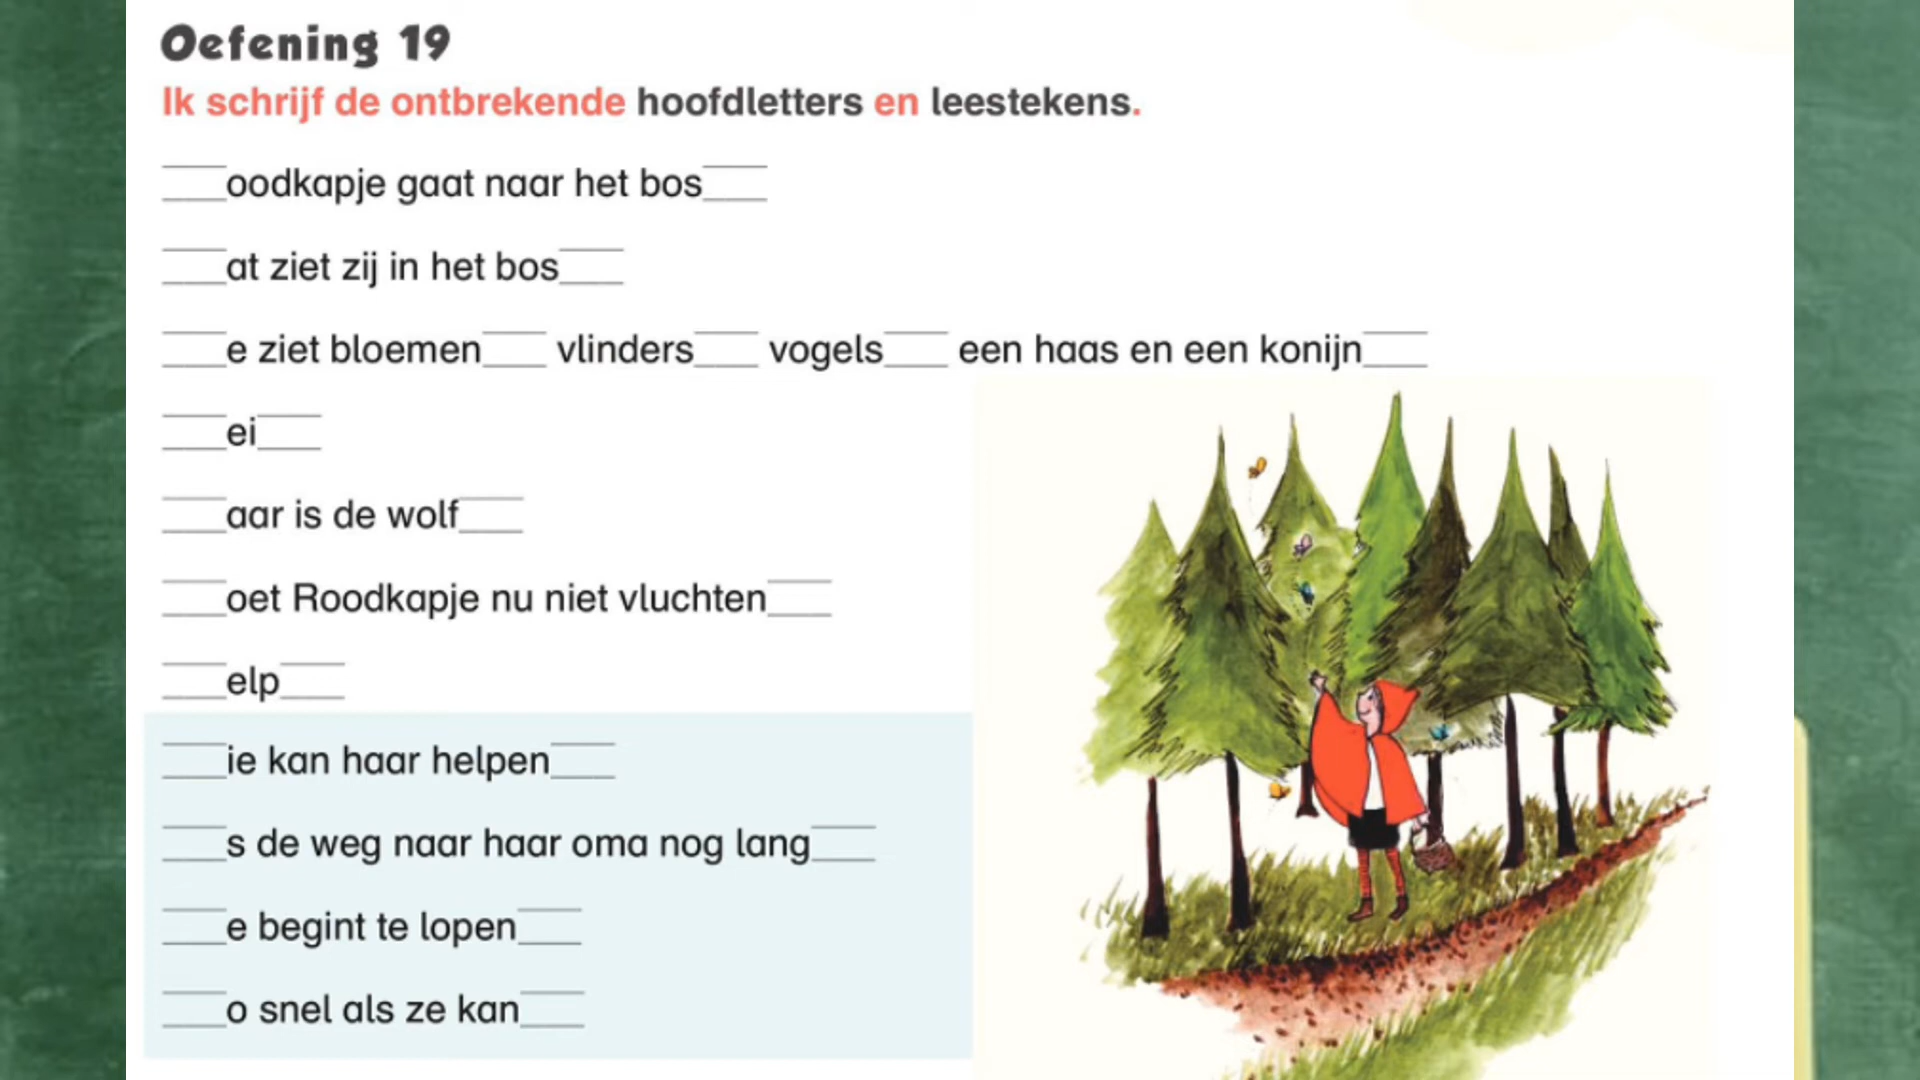 Oefening 19
Ik schrijf de ontbrekende hoofdletters en leestekens.
___oodkapje gaat naar het bos___
___at ziet zij in het bos___
___e ziet bloemen___ vlinders___ vogels___ een haas en een konijn___
___ei___
___aar is de wolf___
___oet Roodkapje nu niet vluchten___
___elp___
___ie kan haar helpen___
___s de weg naar haar oma nog lang___
___e begint te lopen___
___o snel als ze kan___